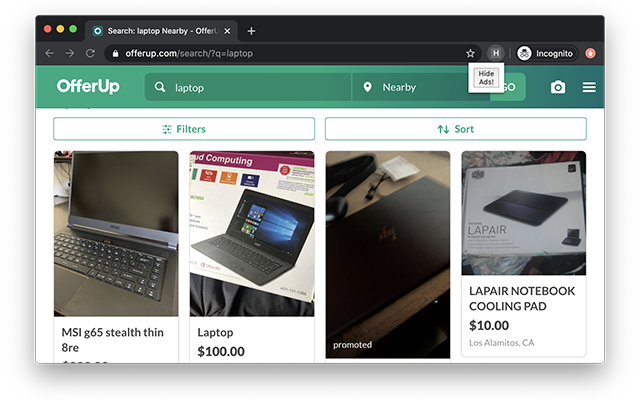 Search: laptop Nearby - OfferU
offerup.com/search/?q=laptop
H
Incognito
Hide
Ads!
OfferUp
laptop
Nearby
GO
Filters
Sort
oud Computing
LAPAIR
promoted
MSI g65 stealth thin
8re
Laptop
$100.00
LAPAIR NOTEBOOK
COOLING PAD
$10.00
Los Alamitos, CA